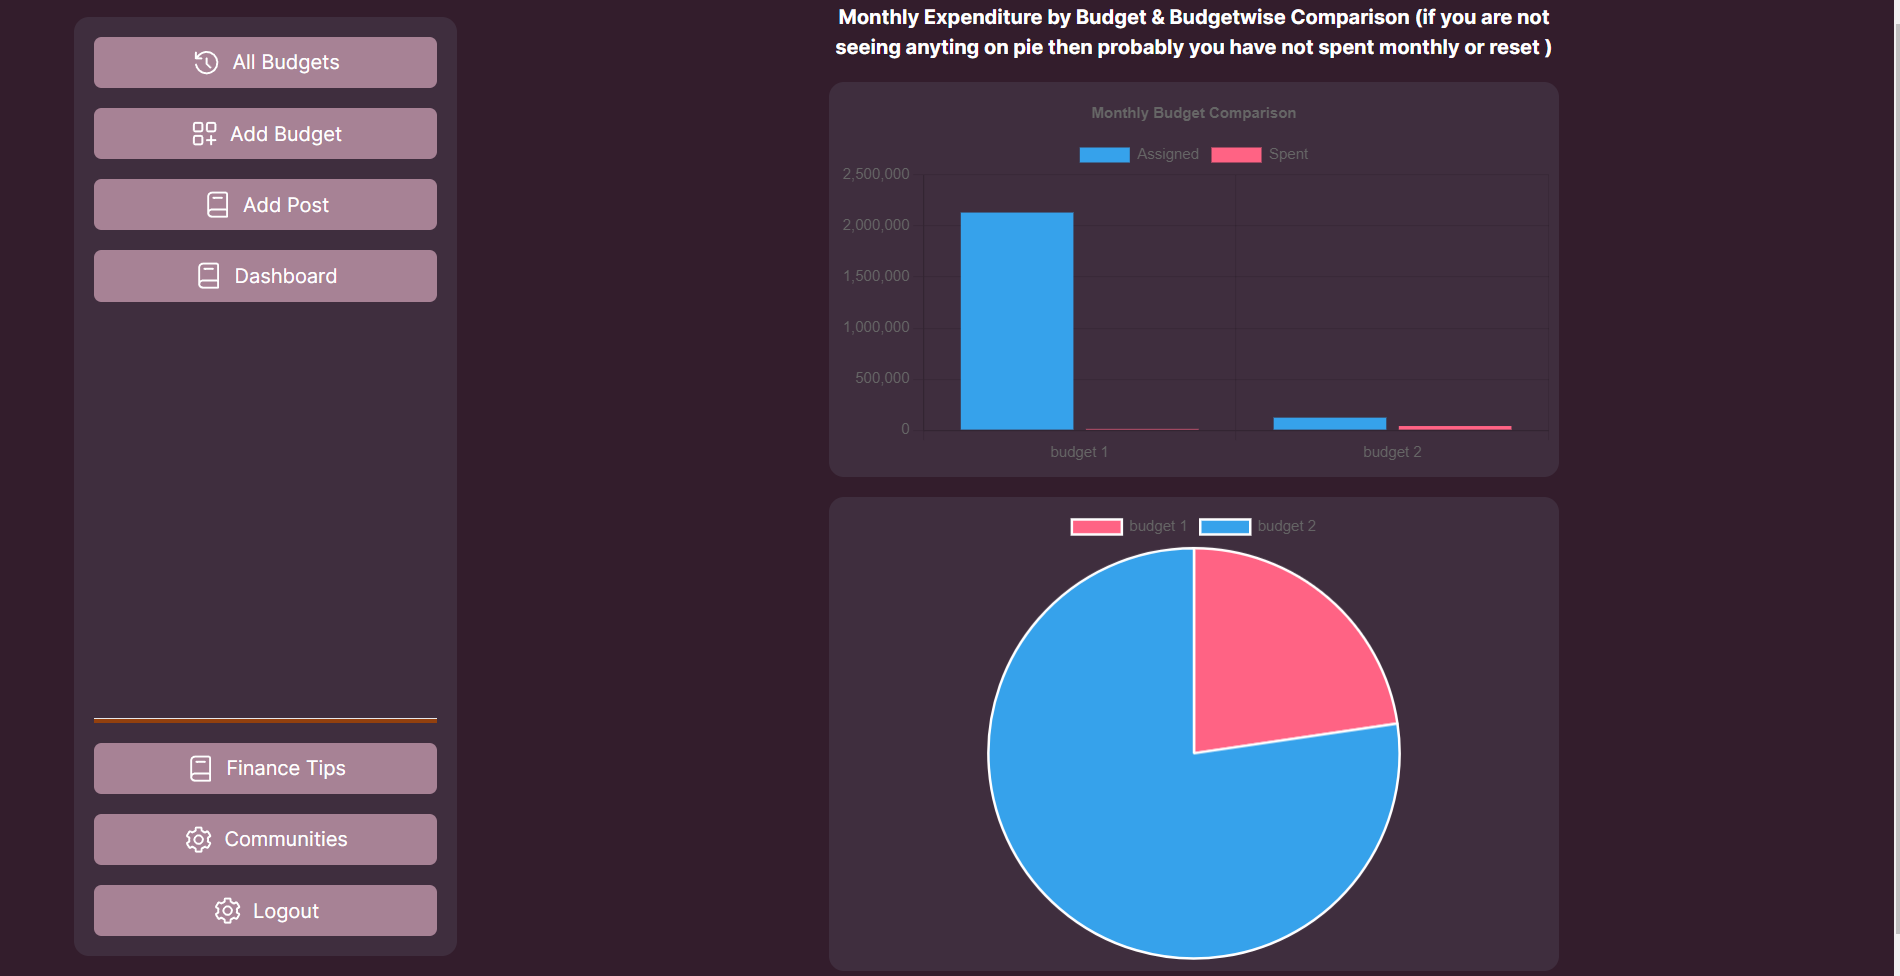 All Budgets
Add Budget
Add Post
Dashboard
Finance Tips
Communities
Logout
Monthly Expenditure by Budget & Budgetwise Comparison (if you are not
seeing anyting on pie then probably you have not spent monthly or reset )
Monthly Budget Comparison
Assigned Spent
2,500,000
2,000,000
1,500,000
1,000,000
500,000
0
budget 1 budget 2
budget 1 budget 2